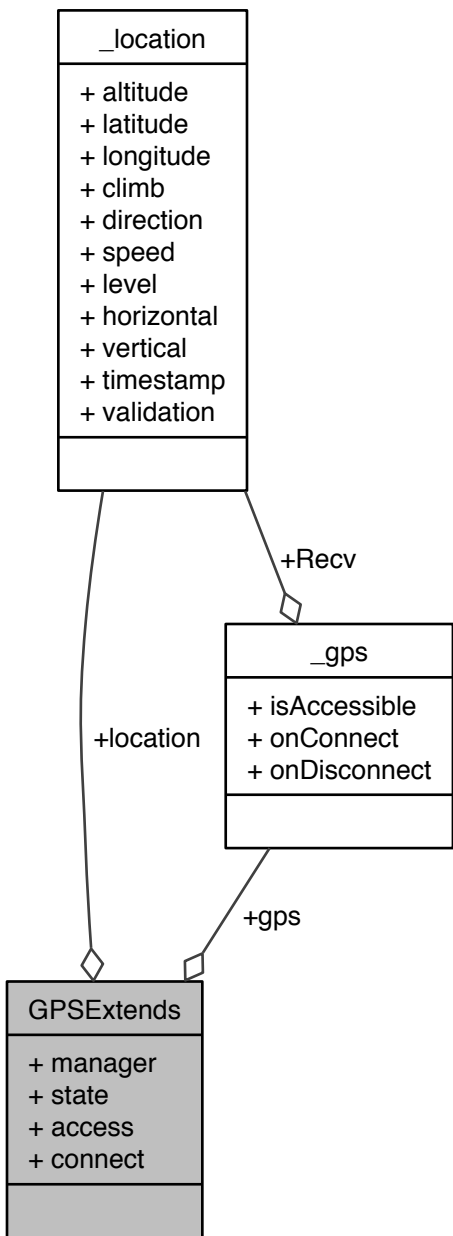 _location
+ altitude
+ latitude
+ longitude
+ climb
+ direction
+ speed
+ level
+ horizontal
+ vertical
+ timestamp
+ validation
+Recv
_gps
+ isAccessible
+ onConnect
+ onDisconnect
+location
+gps
GPSExtends
+ manager
+ state
+ access
+ connect